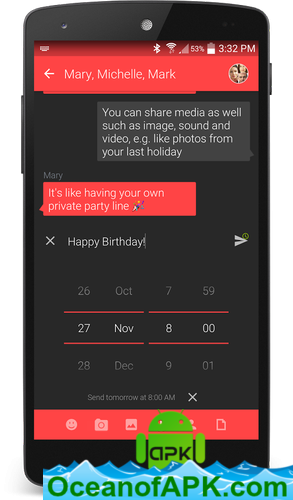 53% 3:32 PM
Mary, Michelle, Mark
You can share media as well
such as image, sound and
video, e.g. like photos from
your last holiday
Mary
It's like having your own
private party line
Happy Birthday!
26 Oct 7 59
27 Nov 8 00
28 Dec 9 01
Send tomorrow at 8:00 AM
apk
OceanofAPK.com